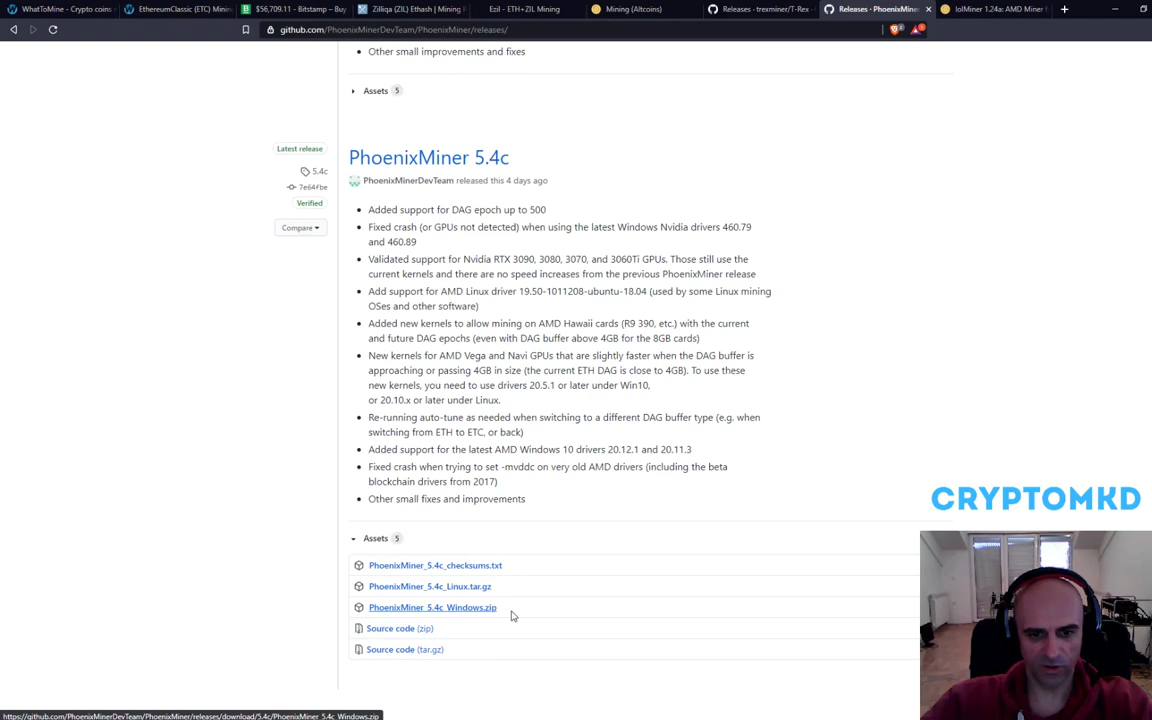 WhatToMine - Crypto coins
EthereumClassic (ETC) Mini
$56,709.11 - Bitstamp – Buy
Zilliqa (ZIL) Ethash | Mining P
Ezil - ETH+ZIL Mining
Mining (Altcoins)
Releases · trexminer/T-Rex
Releases · PhoenixMine
lolMiner 1.24a: AMD Miner f
github.com/PhoenixMinerDevTeam/PhoenixMiner/releases/
Other small improvements and fixes
Assets 5
Latest release
PhoenixMiner 5.4c
5.4c
PhoenixMinerDevTeam released this 4 days ago
7e64fbe
Verified
Compare
Added support for DAG epoch up to 500
Fixed crash (or GPUs not detected) when using the latest Windows Nvidia drivers 460.79
and 460.89
Validated support for Nvidia RTX 3090, 3080, 3070, and 3060Ti GPUs. Those still use the
current kernels and there are no speed increases from the previous PhoenixMiner release
Add support for AMD Linux driver 19.50-1011208-ubuntu-18.04 (used by some Linux mining
OSes and other software)
Added new kernels to allow mining on AMD Hawaii cards (R9 390, etc.) with the current
and future DAG epochs (even with DAG buffer above 4GB for the 8GB cards)
New kernels for AMD Vega and Navi GPUs that are slightly faster when the DAG buffer is
approaching or passing 4GB in size (the current ETH DAG is close to 4GB). To use these
new kernels, you need to use drivers 20.5.1 or later under Win10,
or 20.10.x or later under Linux.
Re-running auto-tune as needed when switching to a different DAG buffer type (e.g. when
switching from ETH to ETC, or back)
Added support for the latest AMD Windows 10 drivers 20.12.1 and 20.11.3
Fixed crash when trying to set -mvddc on very old AMD drivers (including the beta
blockchain drivers from 2017)
Other small fixes and improvements
CRYPTOMKD
Assets 5
PhoenixMiner_5.4c_checksums.txt
PhoenixMiner_5.4c_Linux.tar.gz
PhoenixMiner_5.4c_Windows.zip
Source code (zip)
Source code (tar.gz)
https://github.com/PhoenixMinerDevTeam/PhoenixMiner/releases/download/5.4c/PhoenixMiner_5.4c_Windows.zip